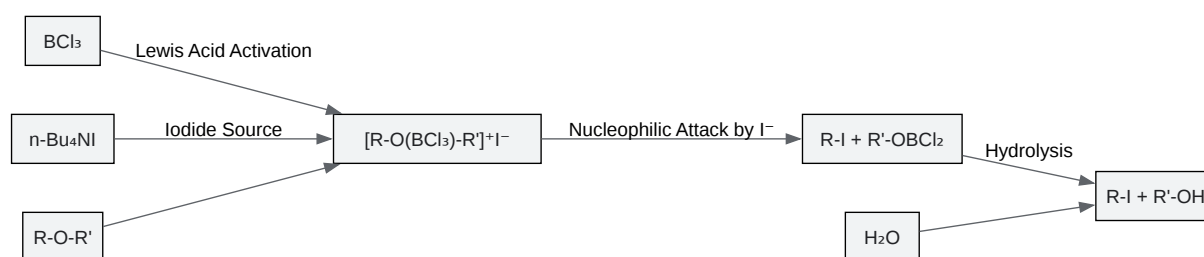 BCl₃
Lewis Acid Activation
n-Bu₄NI
Iodide Source
R-O-R'
[R-O(BCl₃)-R']⁺I⁻
Nucleophilic Attack by I⁻
R-I + R'-OBCl₂
Hydrolysis
H₂O
R-I + R'-OH